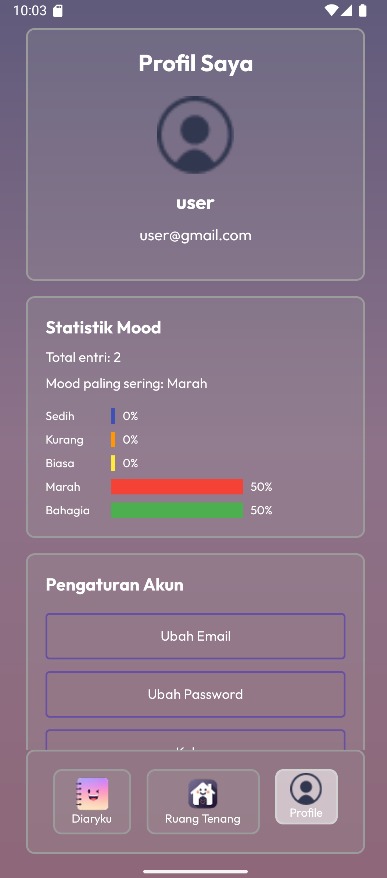 10:03
Profil Saya
user
user@gmail.com
Statistik Mood
Total entri: 2
Mood paling sering: Marah
Sedih 0%
Kurang 0%
Biasa 0%
Marah 50%
Bahagia 50%
Pengaturan Akun
Ubah Email
Ubah Password
Diaryku Ruang Tenang Profile